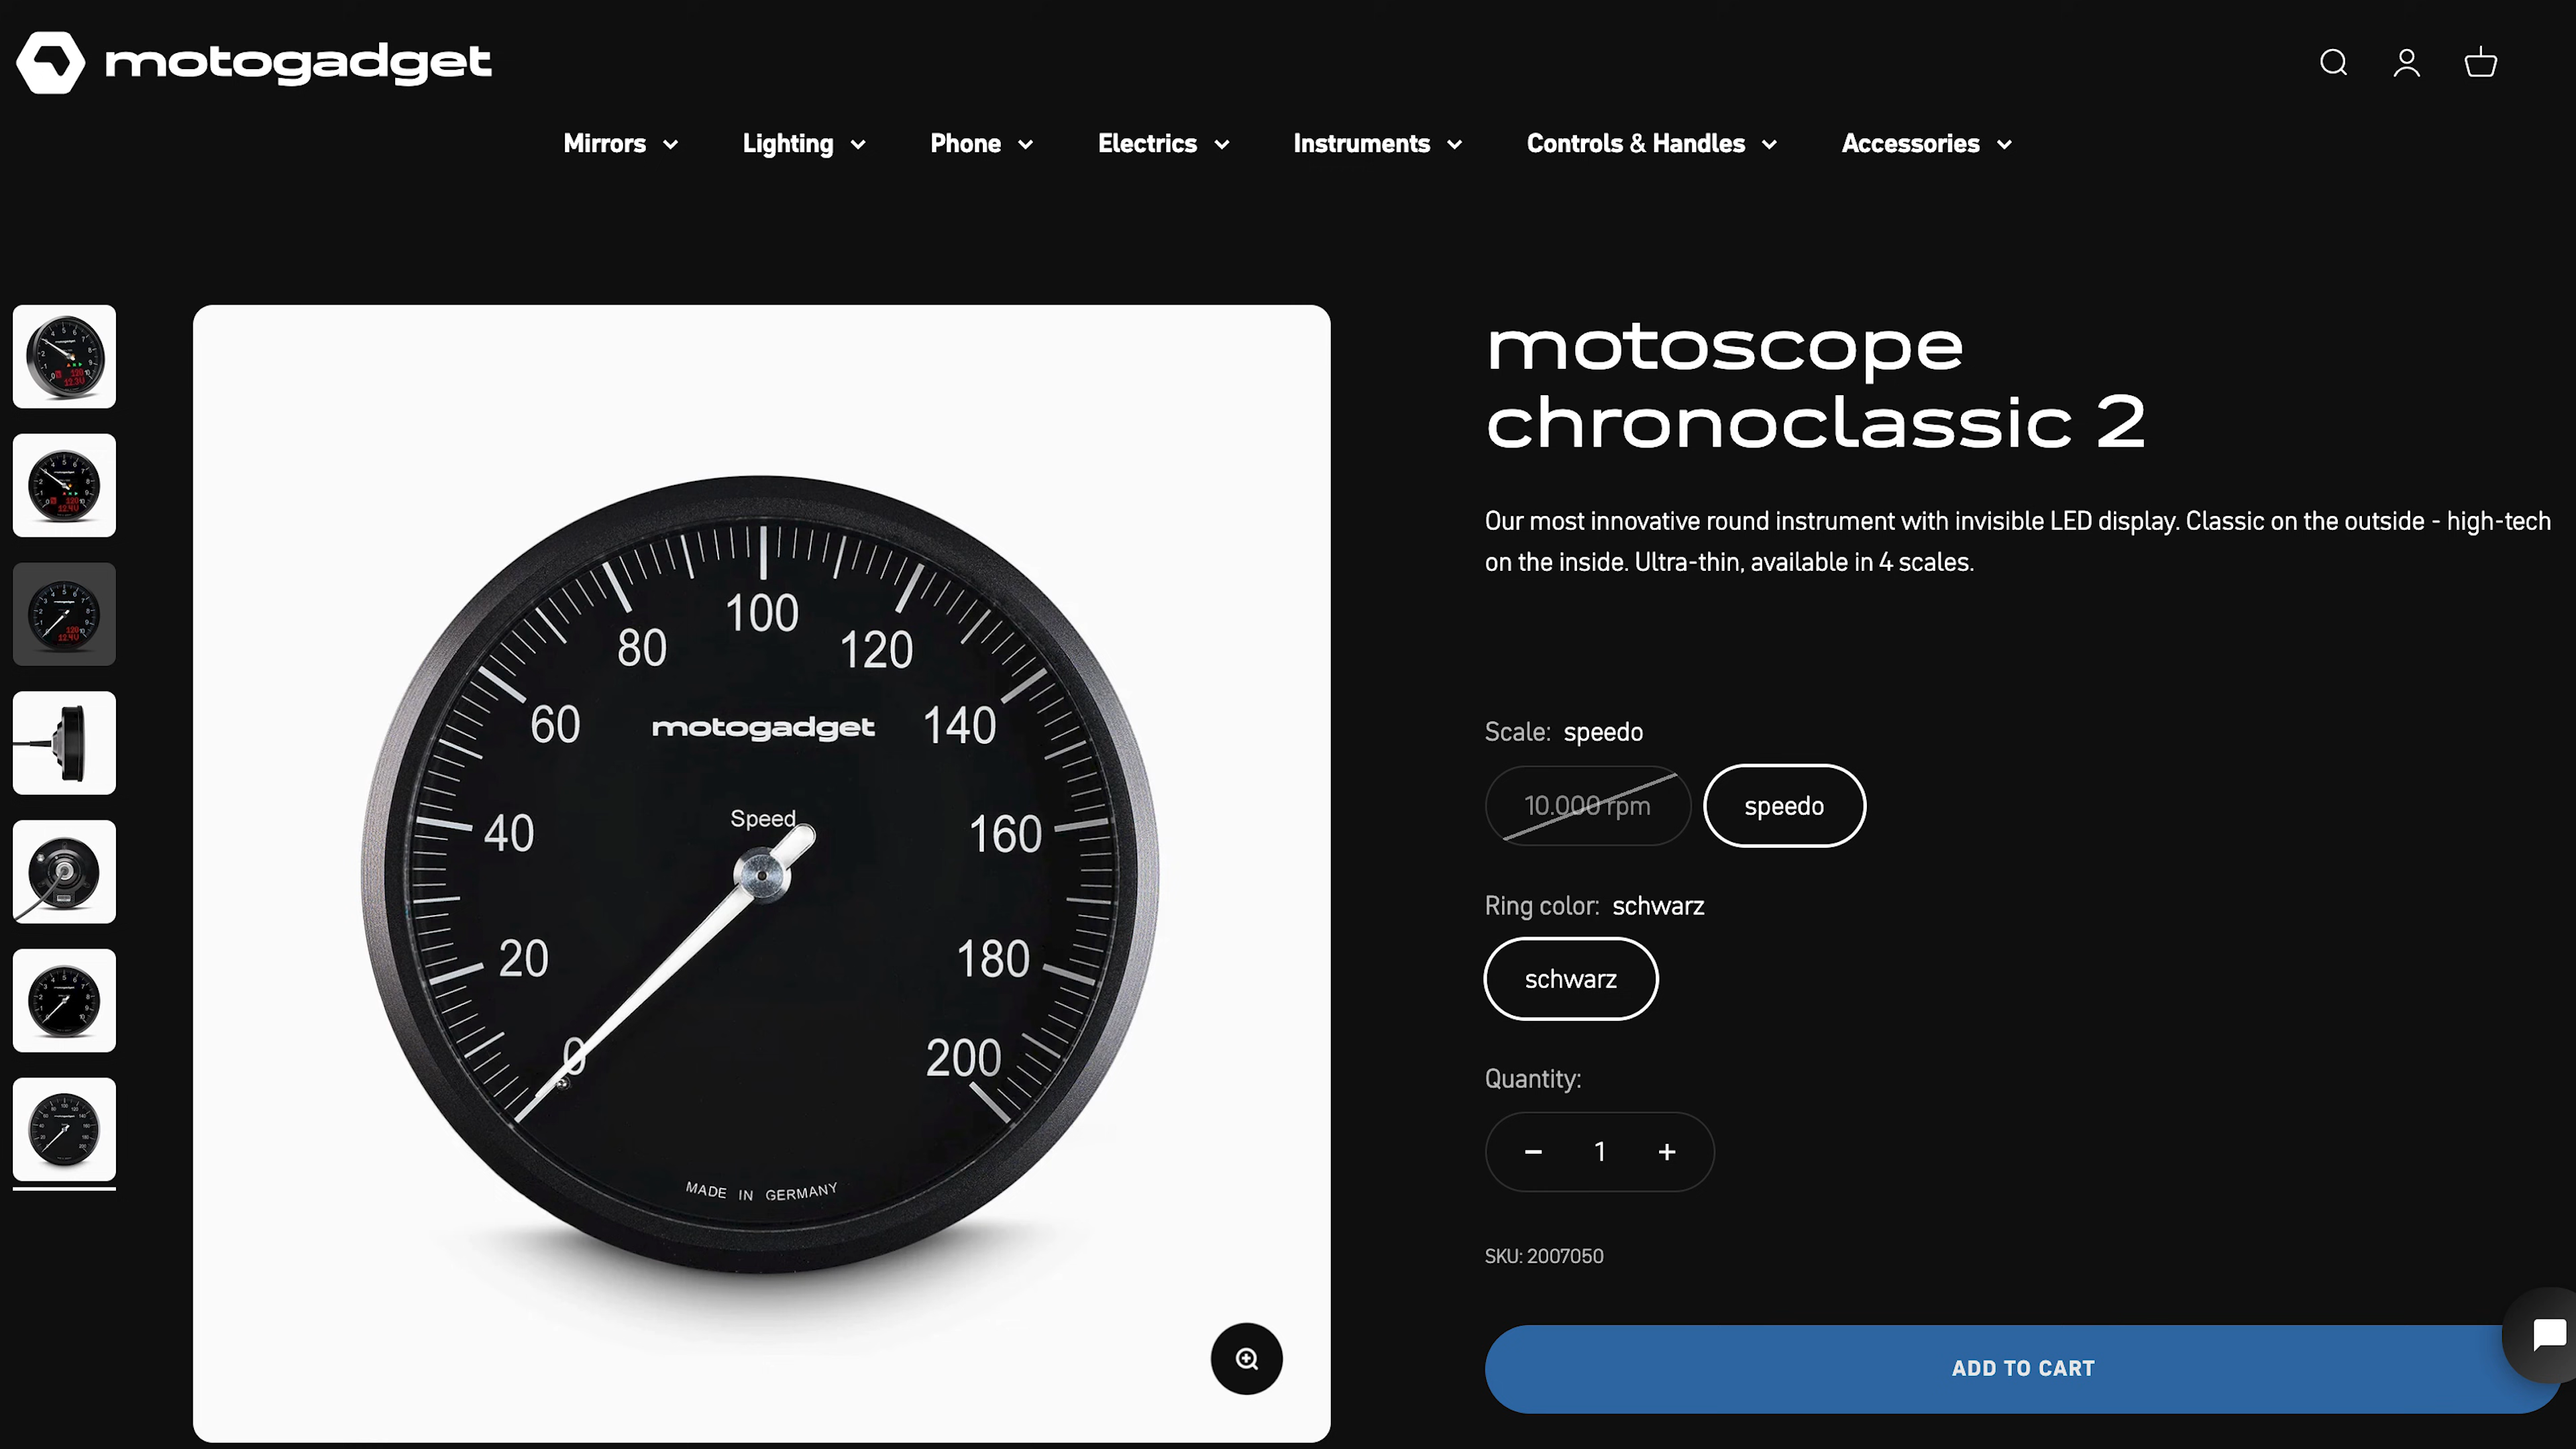 motogadget
Mirrors Lighting Phone Electrics Instruments Controls & Handles Accessories
motoscope
chronoclassic 2
Our most innovative round instrument with invisible LED display. Classic on the outside - high-tech
on the inside. Ultra-thin, available in 4 scales.
100
80
120
60
motogadget
140
Speed
40
160
20
180
0
200
MADE IN GERMANY
Scale: speedo
10.000 rpm speedo
Ring color: schwarz
schwarz
Quantity:
− 1 +
SKU: 2007050
ADD TO CART